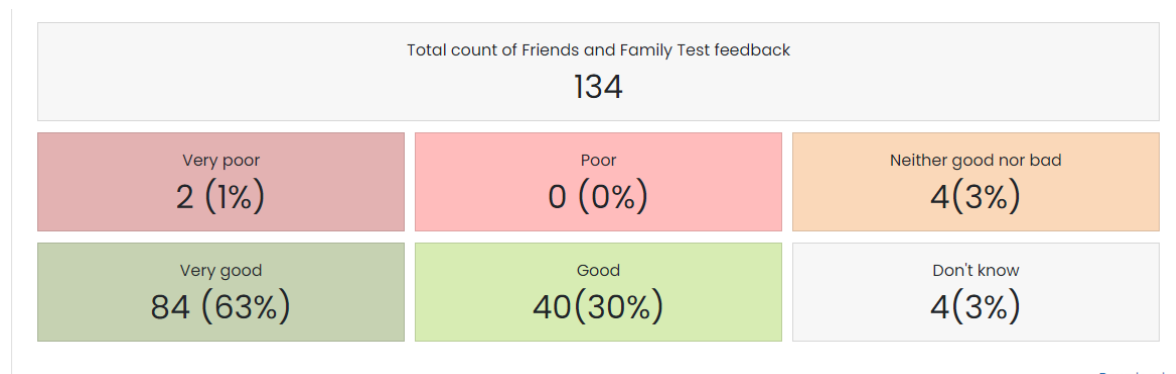 Total count of Friends and Family Test feedback
134
Very poor
2 (1%)
Poor
0 (0%)
Neither good nor bad
4(3%)
Very good
84 (63%)
Good
40(30%)
Don't know
4(3%)